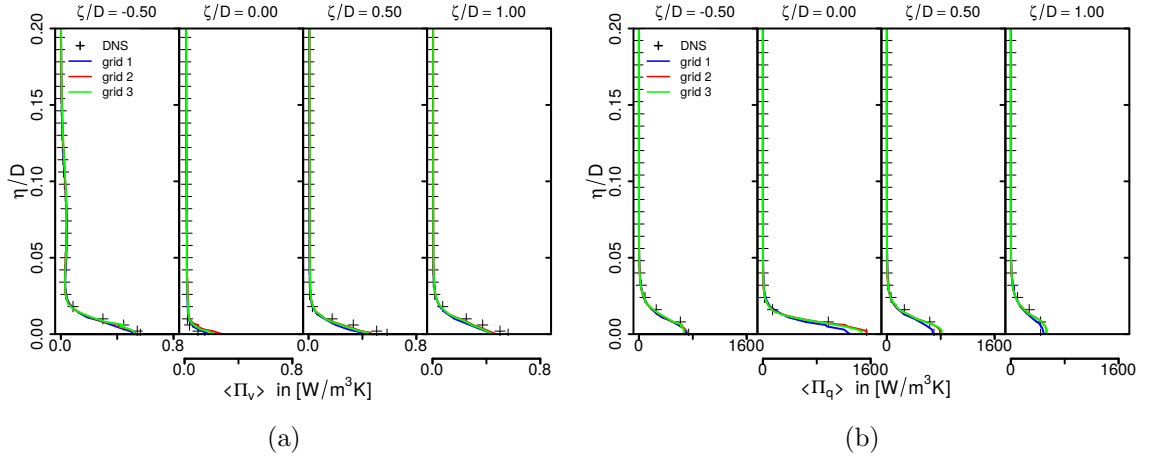 ζ/D = -0.50 ζ/D = 0.00 ζ/D = 0.50 ζ/D = 1.00
η/D
0.20
0.15
0.10
0.05
0.00
DNS
grid 1
grid 2
grid 3
0.0 0.8 0.0 0.8
0.0 0.8 0.0 0.8
<Π_v> in [W/m³K]
(a)
ζ/D = -0.50 ζ/D = 0.00 ζ/D = 0.50 ζ/D = 1.00
η/D
0.20
0.15
0.10
0.05
0.00
DNS
grid 1
grid 2
grid 3
0 1600 0 1600
0 1600 0 1600
<Π_q> in [W/m³K]
(b)